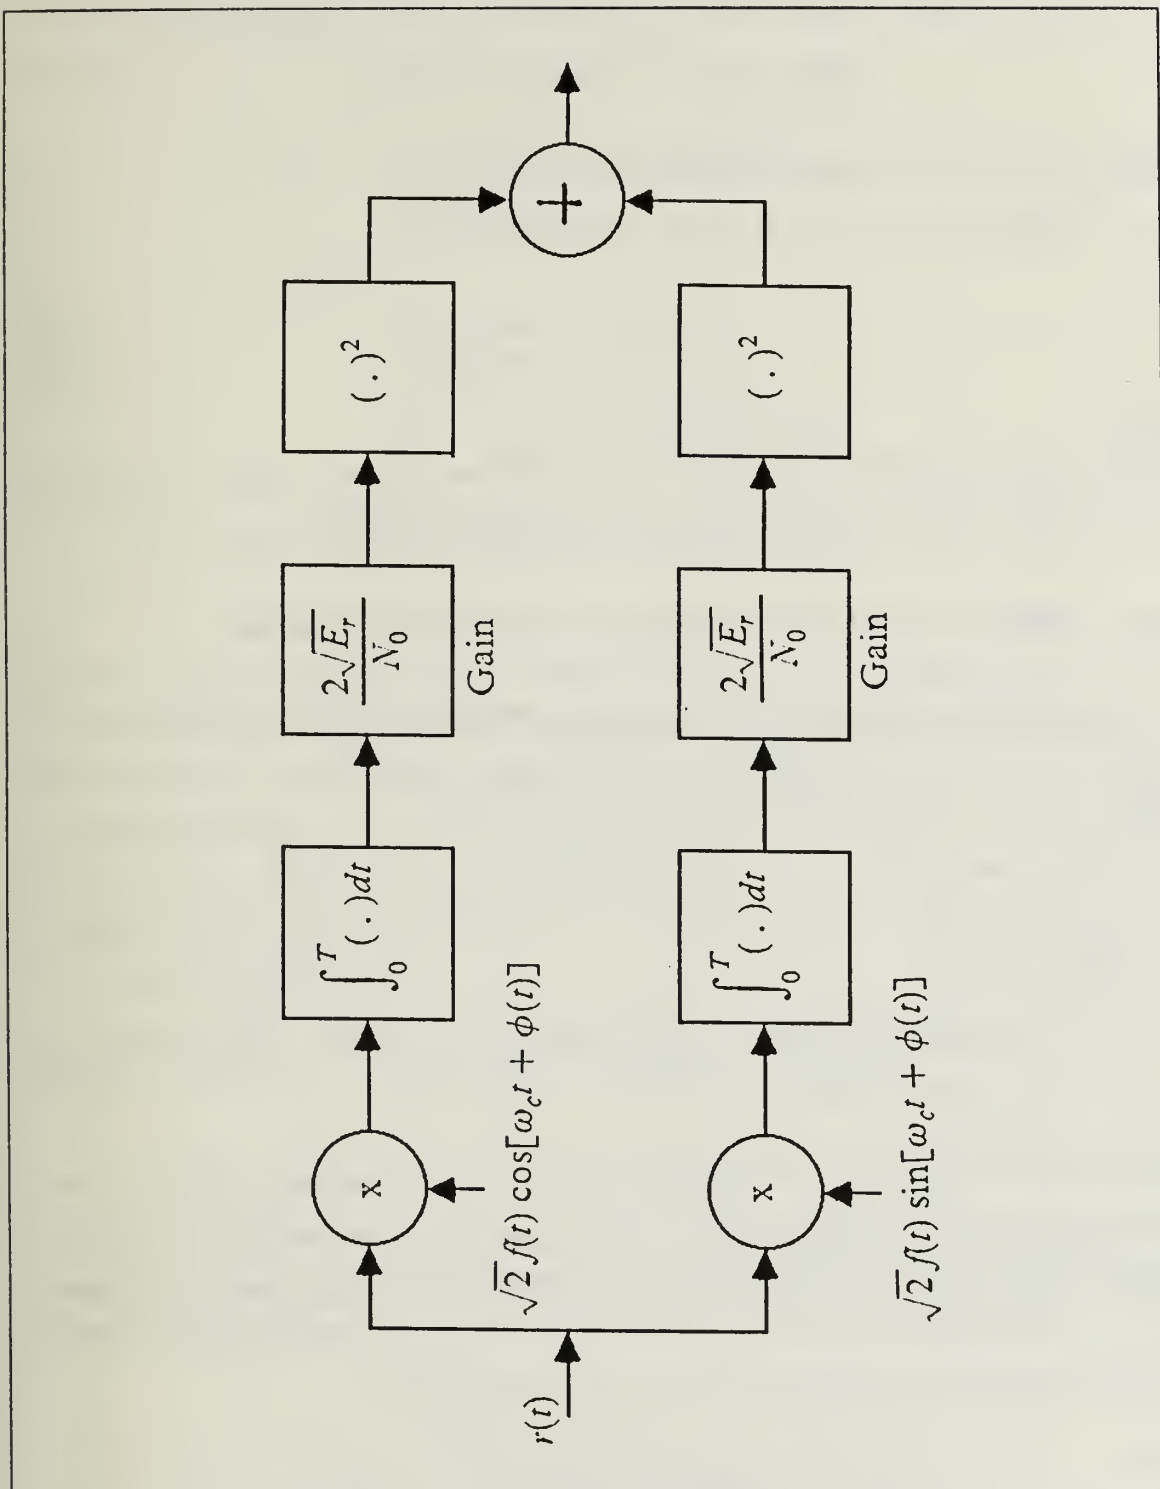 r(t)
x
√2 f(t) cos[ω_c t + φ(t)]
∫_0^T (.)dt
2√E_r / N_0
Gain
(.)^2
+
x
√2 f(t) sin[ω_c t + φ(t)]
∫_0^T (.)dt
2√E_r / N_0
Gain
(.)^2